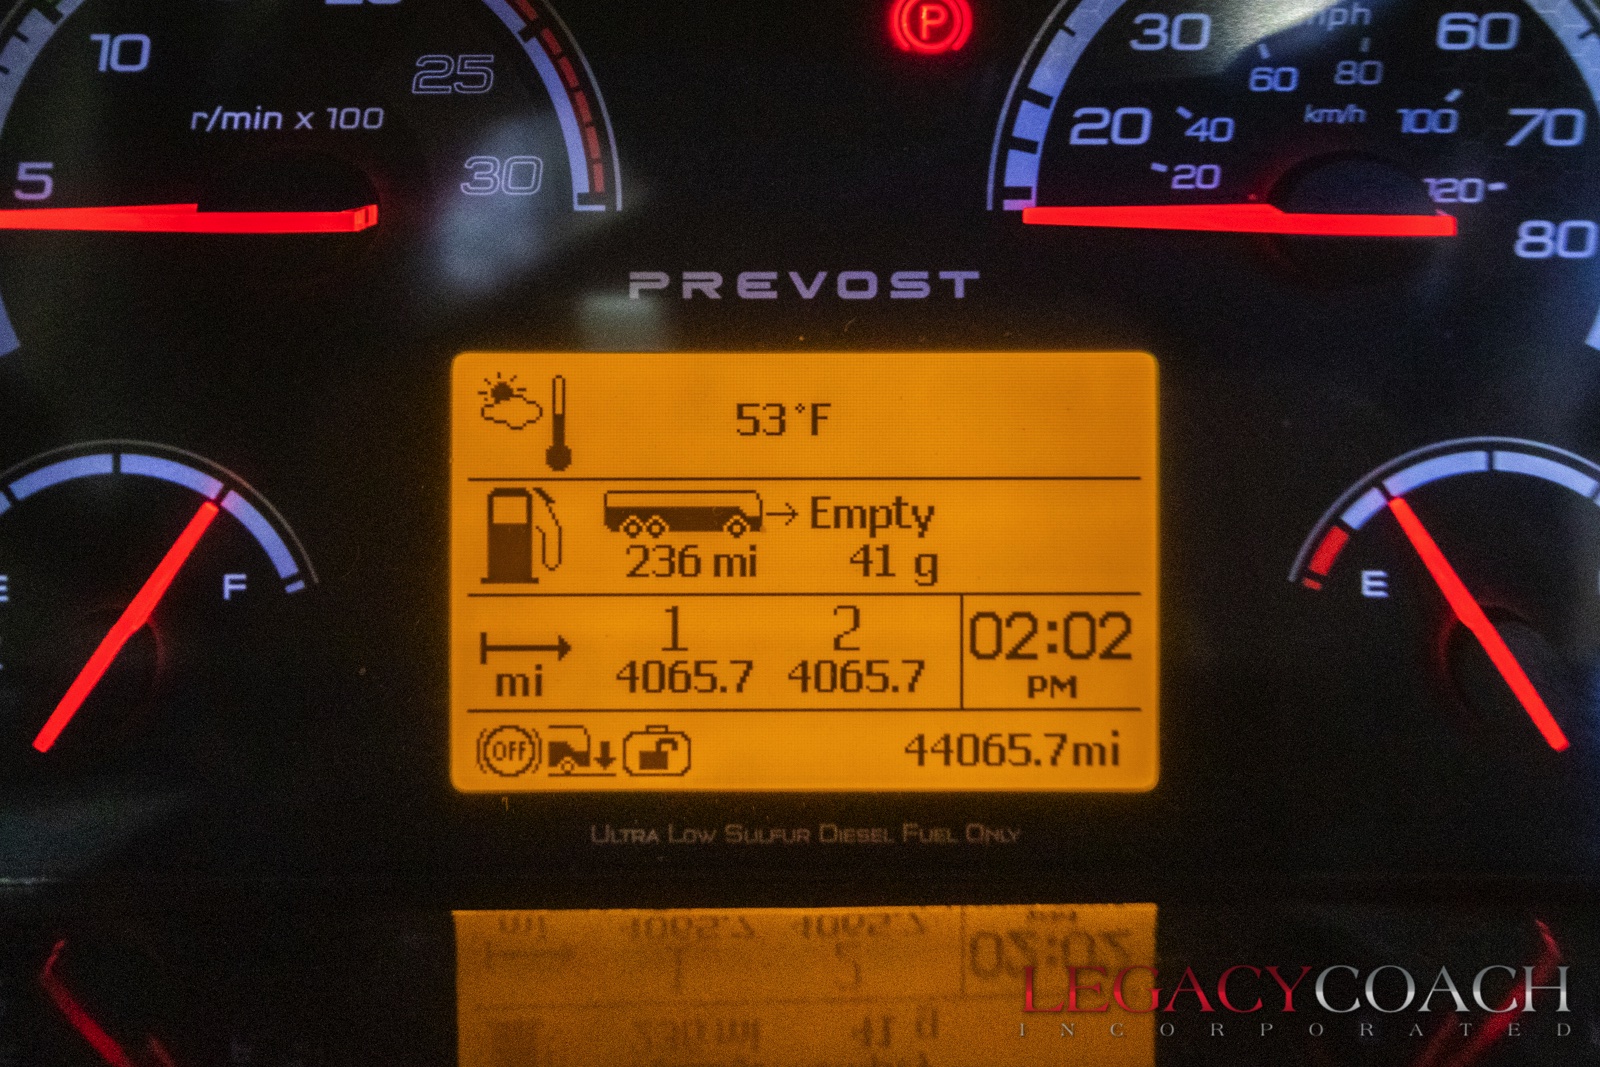 10
25
r/min x 100
5
30
P
30
mph
60
60
80
20
40
km/h
100
70
20
120
80
PREVOST
53°F
Empty
236 mi
41 g
1
2
02:02
mi
4065.7
4065.7
PM
OFF
44065.7mi
F
E
ULTRA LOW SULFUR DIESEL FUEL ONLY
LEGACYCOACH
INCORPORATED